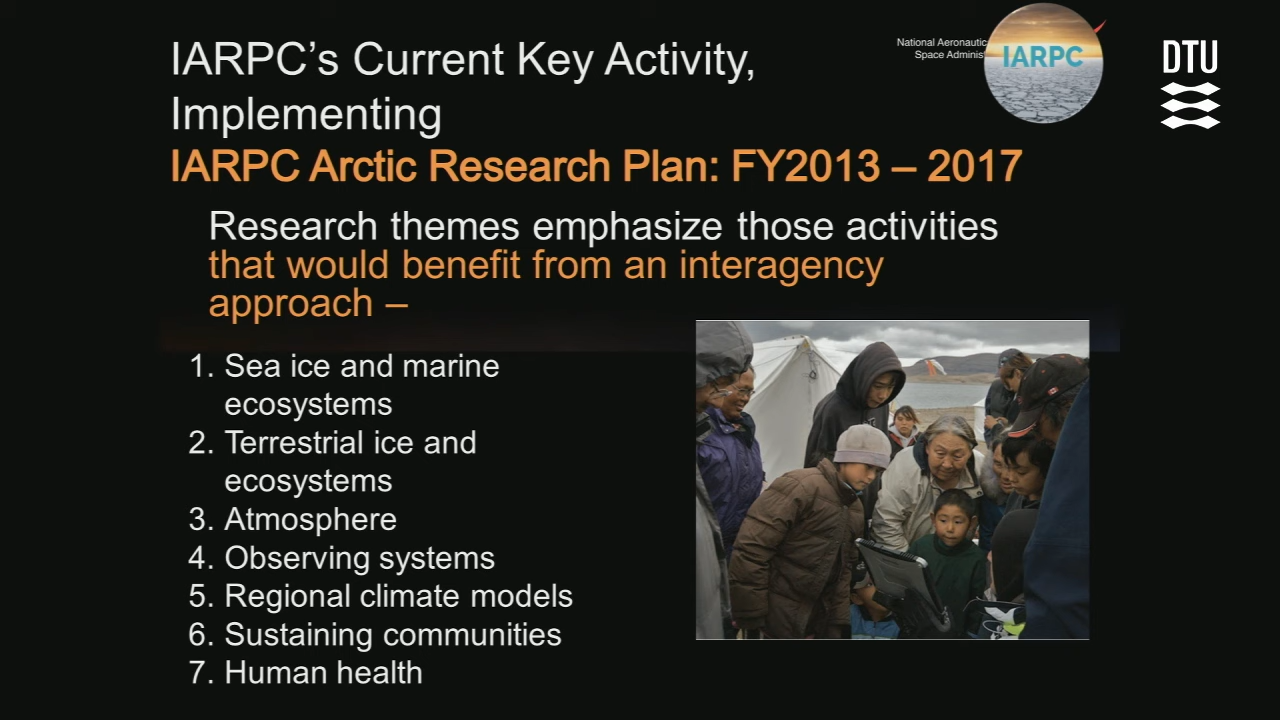 IARPC's Current Key Activity,
Implementing
IARPC Arctic Research Plan: FY2013 – 2017
National Aeronautic
Space Adminis
IARPC
DTU
Research themes emphasize those activities
that would benefit from an interagency
approach –
1. Sea ice and marine
ecosystems
2. Terrestrial ice and
ecosystems
3. Atmosphere
4. Observing systems
5. Regional climate models
6. Sustaining communities
7. Human health